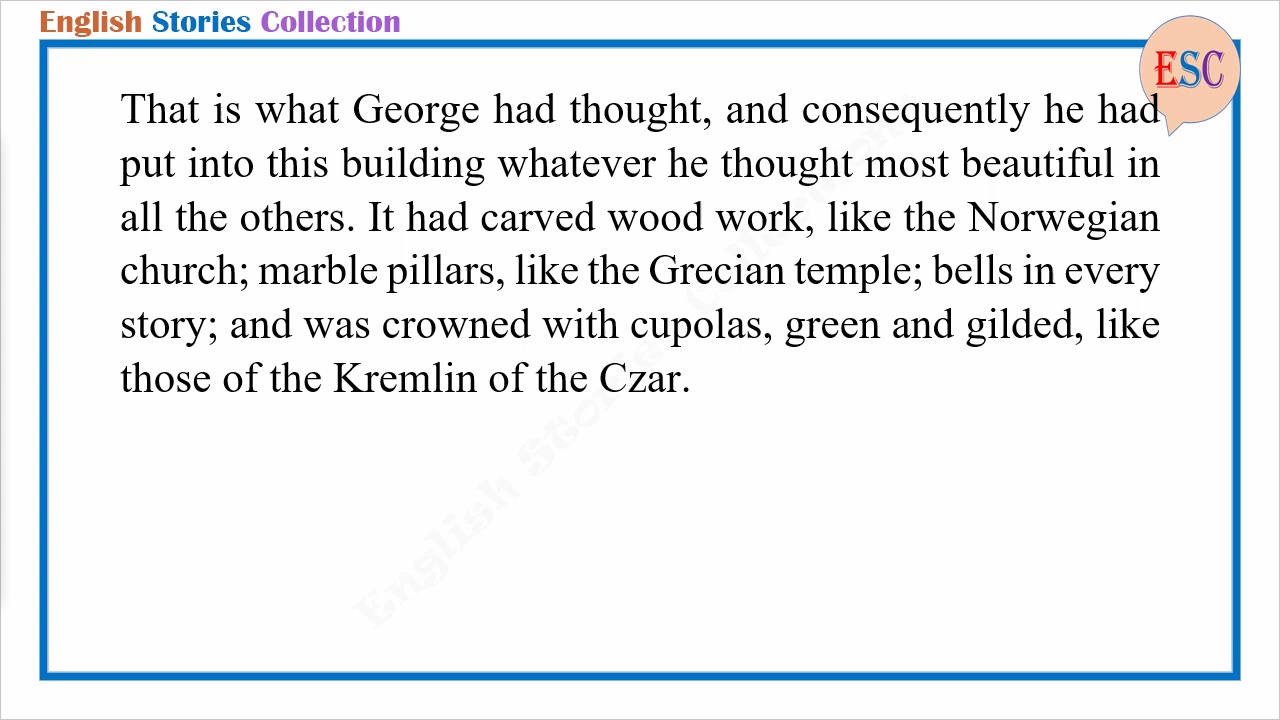 English Stories Collection
ESC
That is what George had thought, and consequently he had
put into this building whatever he thought most beautiful in
all the others. It had carved wood work, like the Norwegian
church; marble pillars, like the Grecian temple; bells in every
story; and was crowned with cupolas, green and gilded, like
those of the Kremlin of the Czar.
English Stories Collection